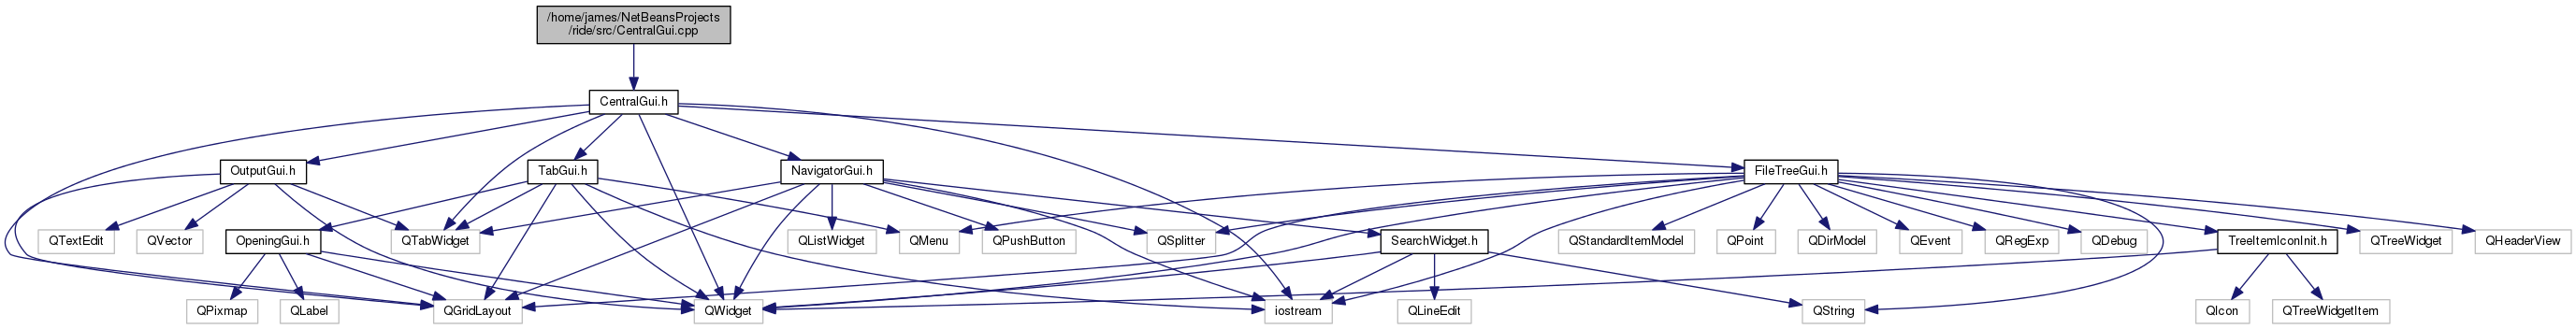 /home/james/NetBeansProjects
/ride/src/CentralGui.cpp
CentralGui.h
OutputGui.h
TabGui.h
NavigatorGui.h
FileTreeGui.h
QTextEdit
QVector
OpeningGui.h
QTabWidget
QListWidget
QMenu
QPushButton
QSplitter
SearchWidget.h
QStandardItemModel
QPoint
QDirModel
QEvent
QRegExp
QDebug
TreeItemIconInit.h
QTreeWidget
QHeaderView
QPixmap
QLabel
QGridLayout
QWidget
iostream
QLineEdit
QString
QIcon
QTreeWidgetItem